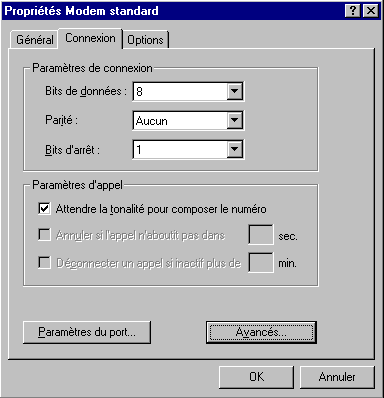 Propriétés Modem standard
Général Connexion Options
Paramètres de connexion
Bits de données : 8
Parité : Aucun
Bits d'arrêt : 1
Paramètres d'appel
Attendre la tonalité pour composer le numéro
Annuler si l'appel n'aboutit pas dans sec.
Déconnecter un appel si inactif plus de min.
Paramètres du port... Avancés...
OK Annuler